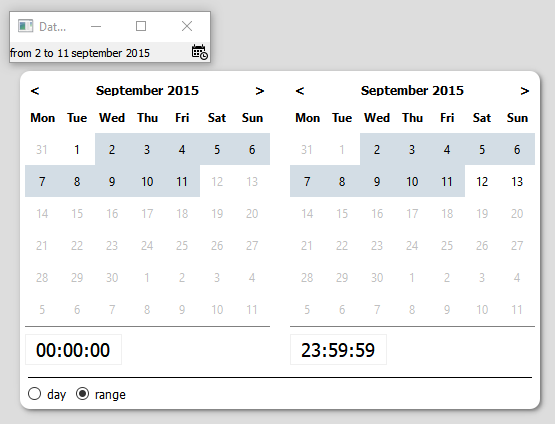 Dat...
from 2 to 11 september 2015
< September 2015 > < September 2015 >
Mon Tue Wed Thu Fri Sat Sun Mon Tue Wed Thu Fri Sat Sun
31 1 2 3 4 5 6 31 1 2 3 4 5 6
7 8 9 10 11 12 13 7 8 9 10 11 12 13
14 15 16 17 18 19 20 14 15 16 17 18 19 20
21 22 23 24 25 26 27 21 22 23 24 25 26 27
28 29 30 1 2 3 4 28 29 30 1 2 3 4
5 6 7 8 9 10 11 5 6 7 8 9 10 11
00:00:00 23:59:59
day range